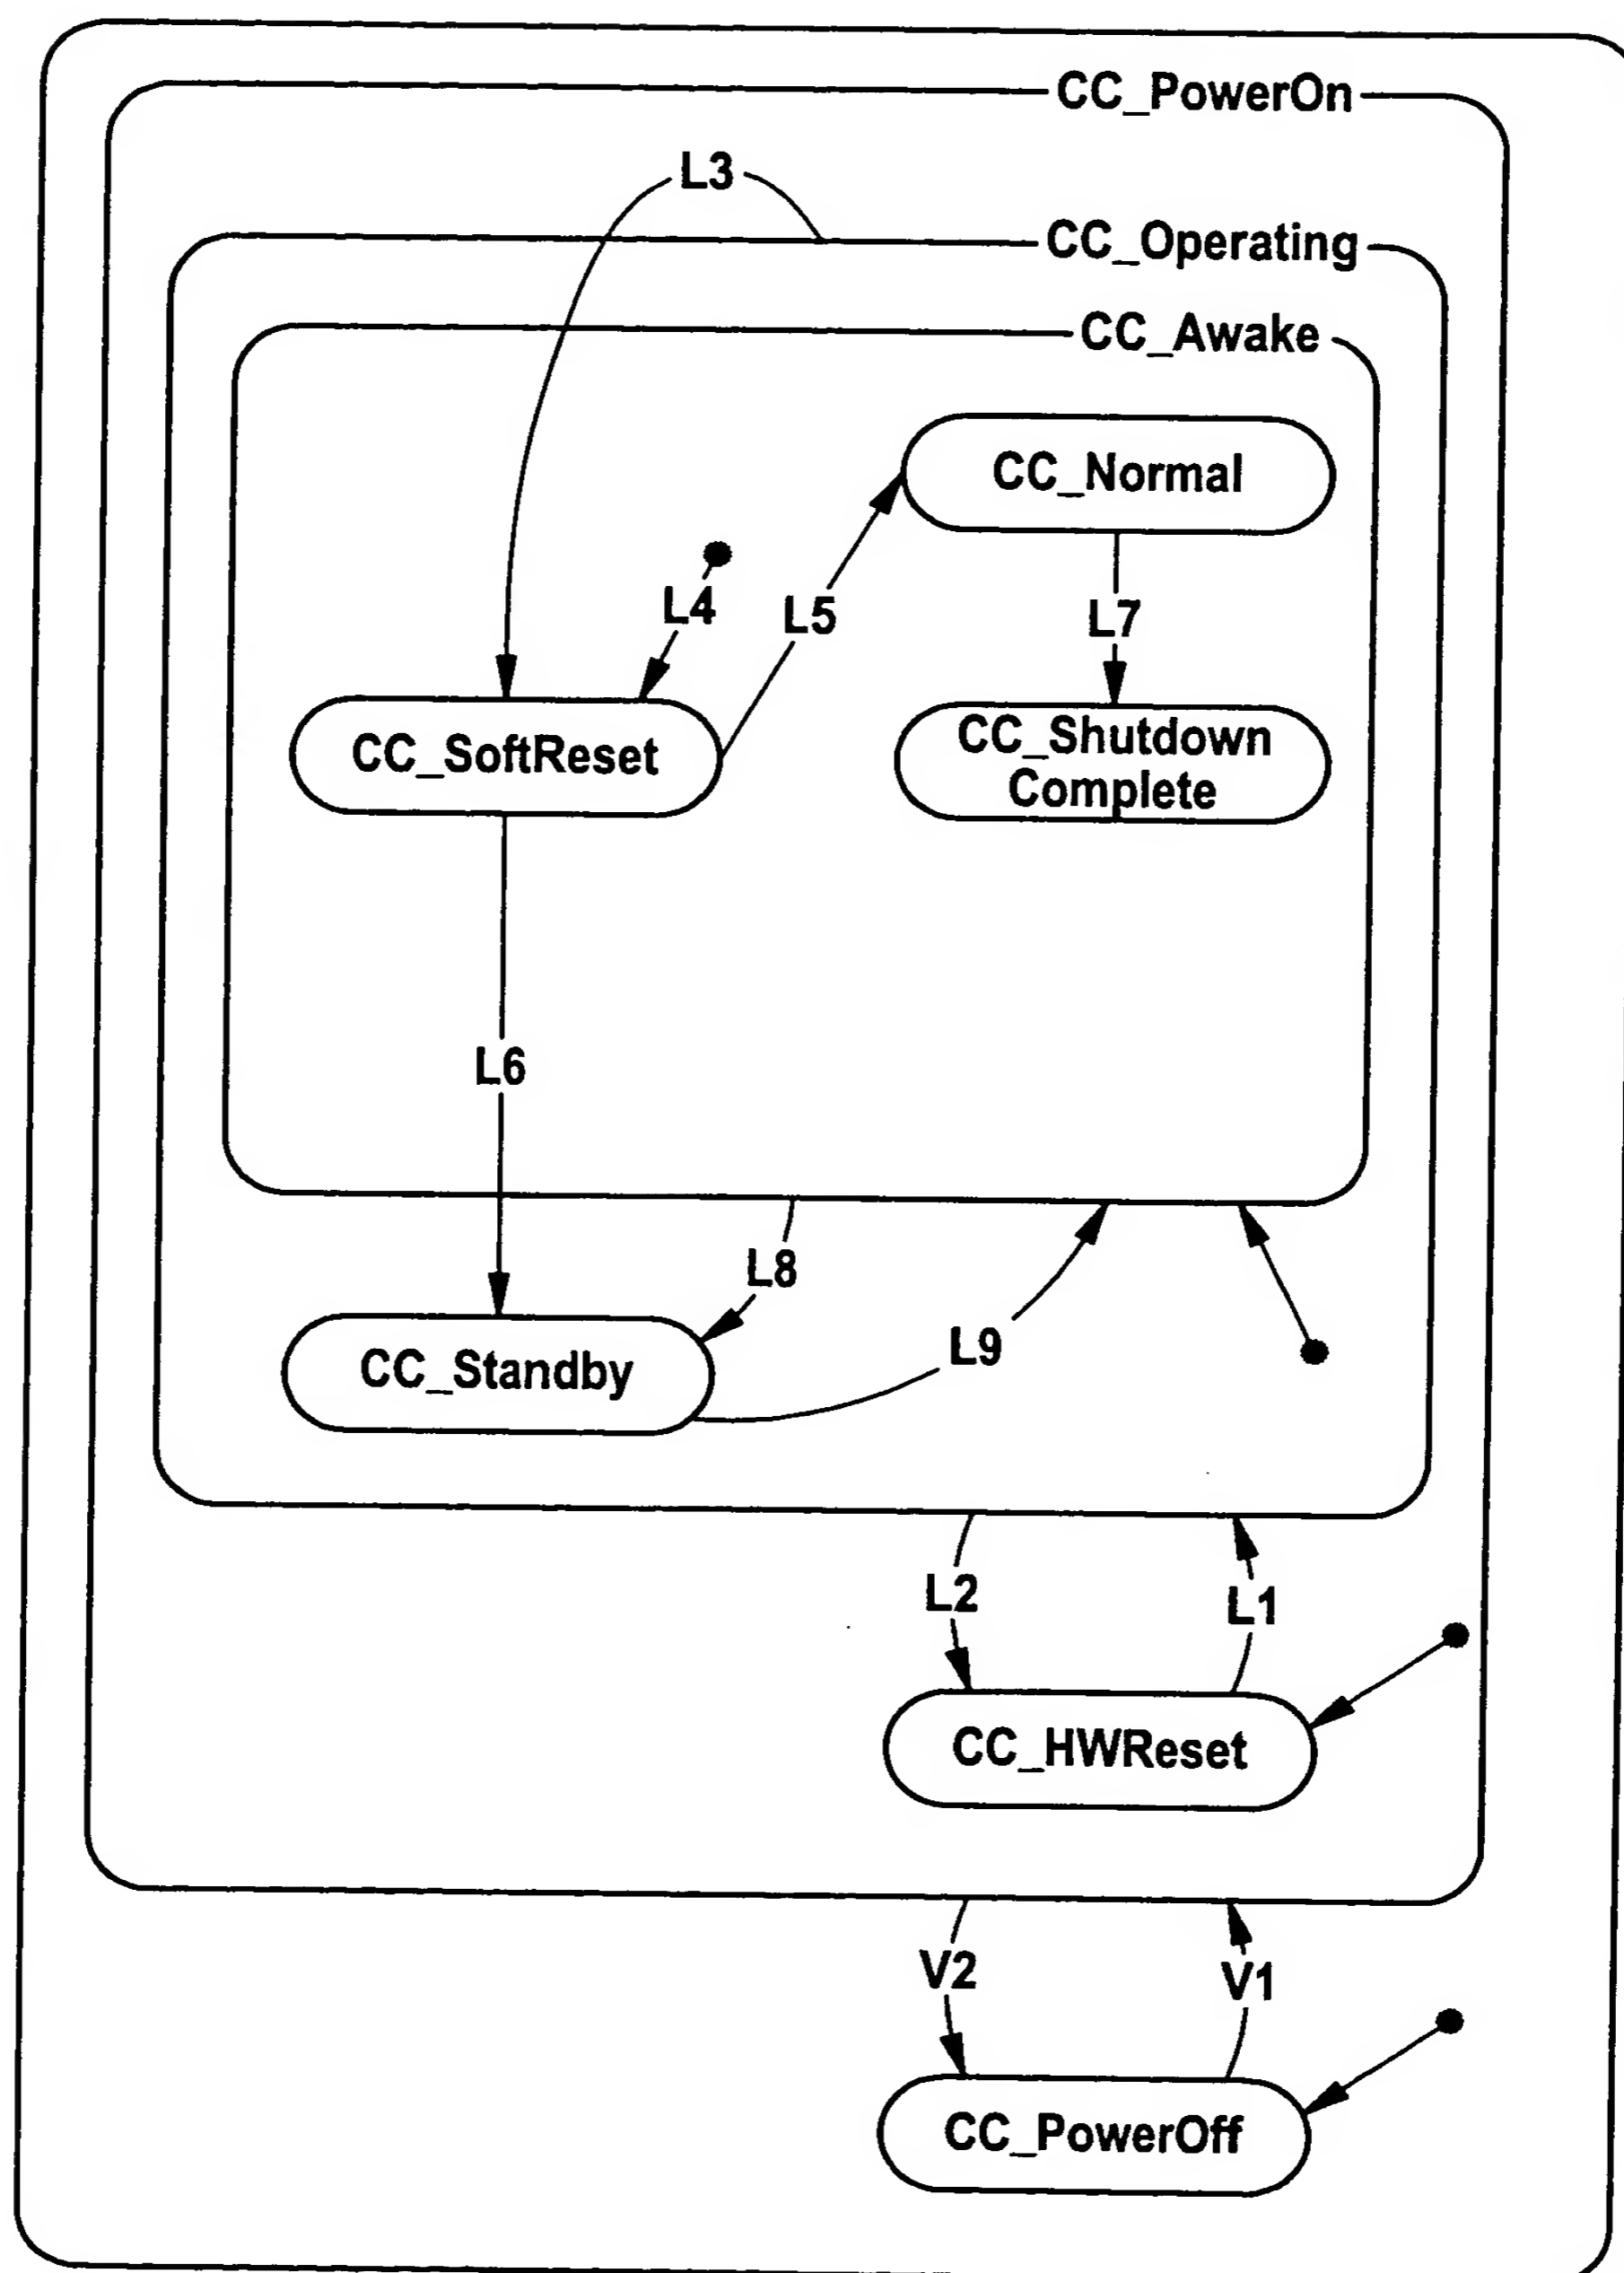 CC_PowerOn
L3
CC_Operating
CC_Awake
CC_Normal
L4
L5
L7
CC_SoftReset
CC_Shutdown
Complete
L6
L8
L9
CC_Standby
L2
L1
CC_HWReset
V2
V1
CC_PowerOff